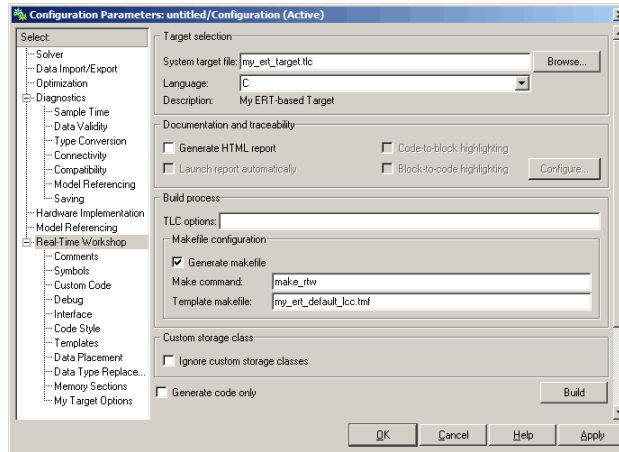 Configuration Parameters: untitled/Configuration (Active)
Select:
Solver
Data Import/Export
Optimization
Diagnostics
Sample Time
Data Validity
Type Conversion
Connectivity
Compatibility
Model Referencing
Saving
Hardware Implementation
Model Referencing
Real-Time Workshop
Comments
Symbols
Custom Code
Debug
Interface
Code Style
Templates
Data Placement
Data Type Replace...
Memory Sections
My Target Options
Target selection
System target file: my_ert_target.tlc Browse...
Language: C
Description: My ERT-based Target
Documentation and traceability
Generate HTML report Code-to-block highlighting
Launch report automatically Block-to-code highlighting Configure...
Build process
TLC options:
Makefile configuration
Generate makefile
Make command: make_rtw
Template makefile: my_ert_default_lcc.tmf
Custom storage class
Ignore custom storage classes
Generate code only Build
OK Cancel Help Apply